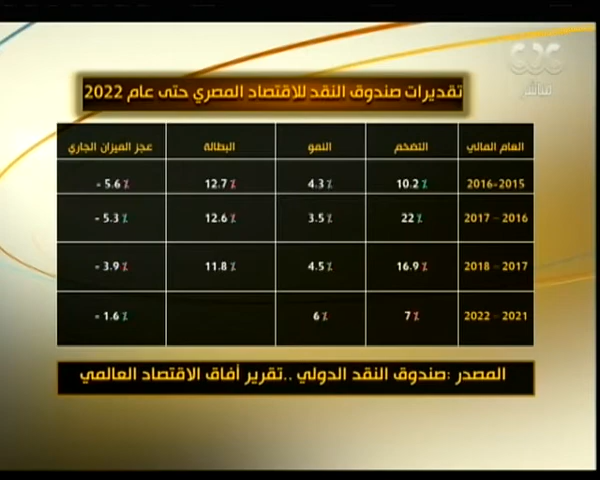 cbc
مباشر
تقديرات صندوق النقد للاقتصاد المصري حتى عام 2022
العام المالي التضخم النمو البطالة عجز الميزان الجاري
2015=2016 10.2٪ 4.3٪ 12.7٪ 5.6٪ =
2016 - 2017 22٪ 3.5٪ 12.6٪ 5.3٪ -
2017 - 2018 16.9٪ 4.5٪ 11.8٪ 3.9٪ =
2021 - 2022 7٪ 6٪ 1.6٪ =
المصدر :صندوق النقد الدولي ..تقرير أفاق الاقتصاد العالمي